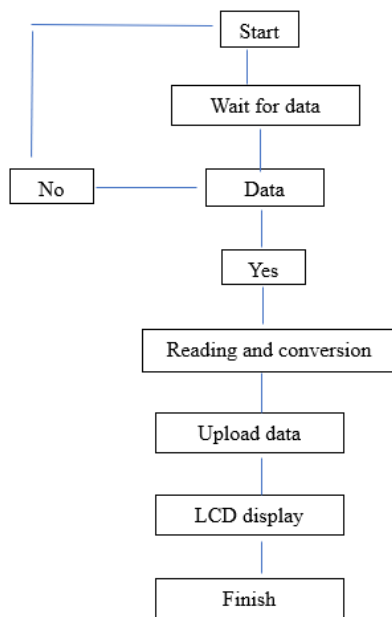 Start
Wait for data
No
Data
Yes
Reading and conversion
Upload data
LCD display
Finish